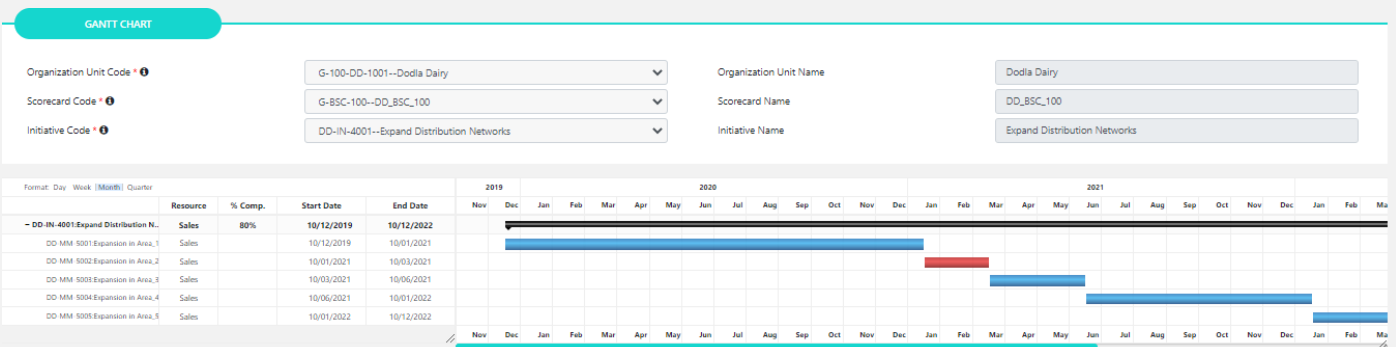 GANTT CHART
Organization Unit Code * G-100-DD-1001--Dodla Dairy Organization Unit Name Dodla Dairy
Scorecard Code * G-BSC-100--DD_BSC_100 Scorecard Name DD_BSC_100
Initiative Code * DD-IN-4001--Expand Distribution Networks Initiative Name Expand Distribution Networks
Format: Day Week Month Quarter 2019 2020 2021
Resource % Comp. Start Date End Date Nov Dec Jan Feb Mar Apr May Jun Jul Aug Sep Oct Nov Dec Jan Feb Mar Apr May Jun Jul Aug Sep Oct Nov Dec Jan Feb Ma
− DD-IN-4001:Expand Distribution N.. Sales 80% 10/12/2019 10/12/2022
DD MM 5001:Expansion in Area_1 Sales 10/12/2019 10/01/2021
DD MM 5002:Expansion in Area_2 Sales 10/01/2021 10/03/2021
DD MM 5003:Expansion in Area_3 Sales 10/03/2021 10/06/2021
DD MM 5004:Expansion in Area_4 Sales 10/06/2021 10/01/2022
DD MM 5005:Expansion in Area_5 Sales 10/01/2022 10/12/2022
Nov Dec Jan Feb Mar Apr May Jun Jul Aug Sep Oct Nov Dec Jan Feb Mar Apr May Jun Jul Aug Sep Oct Nov Dec Jan Feb Ma